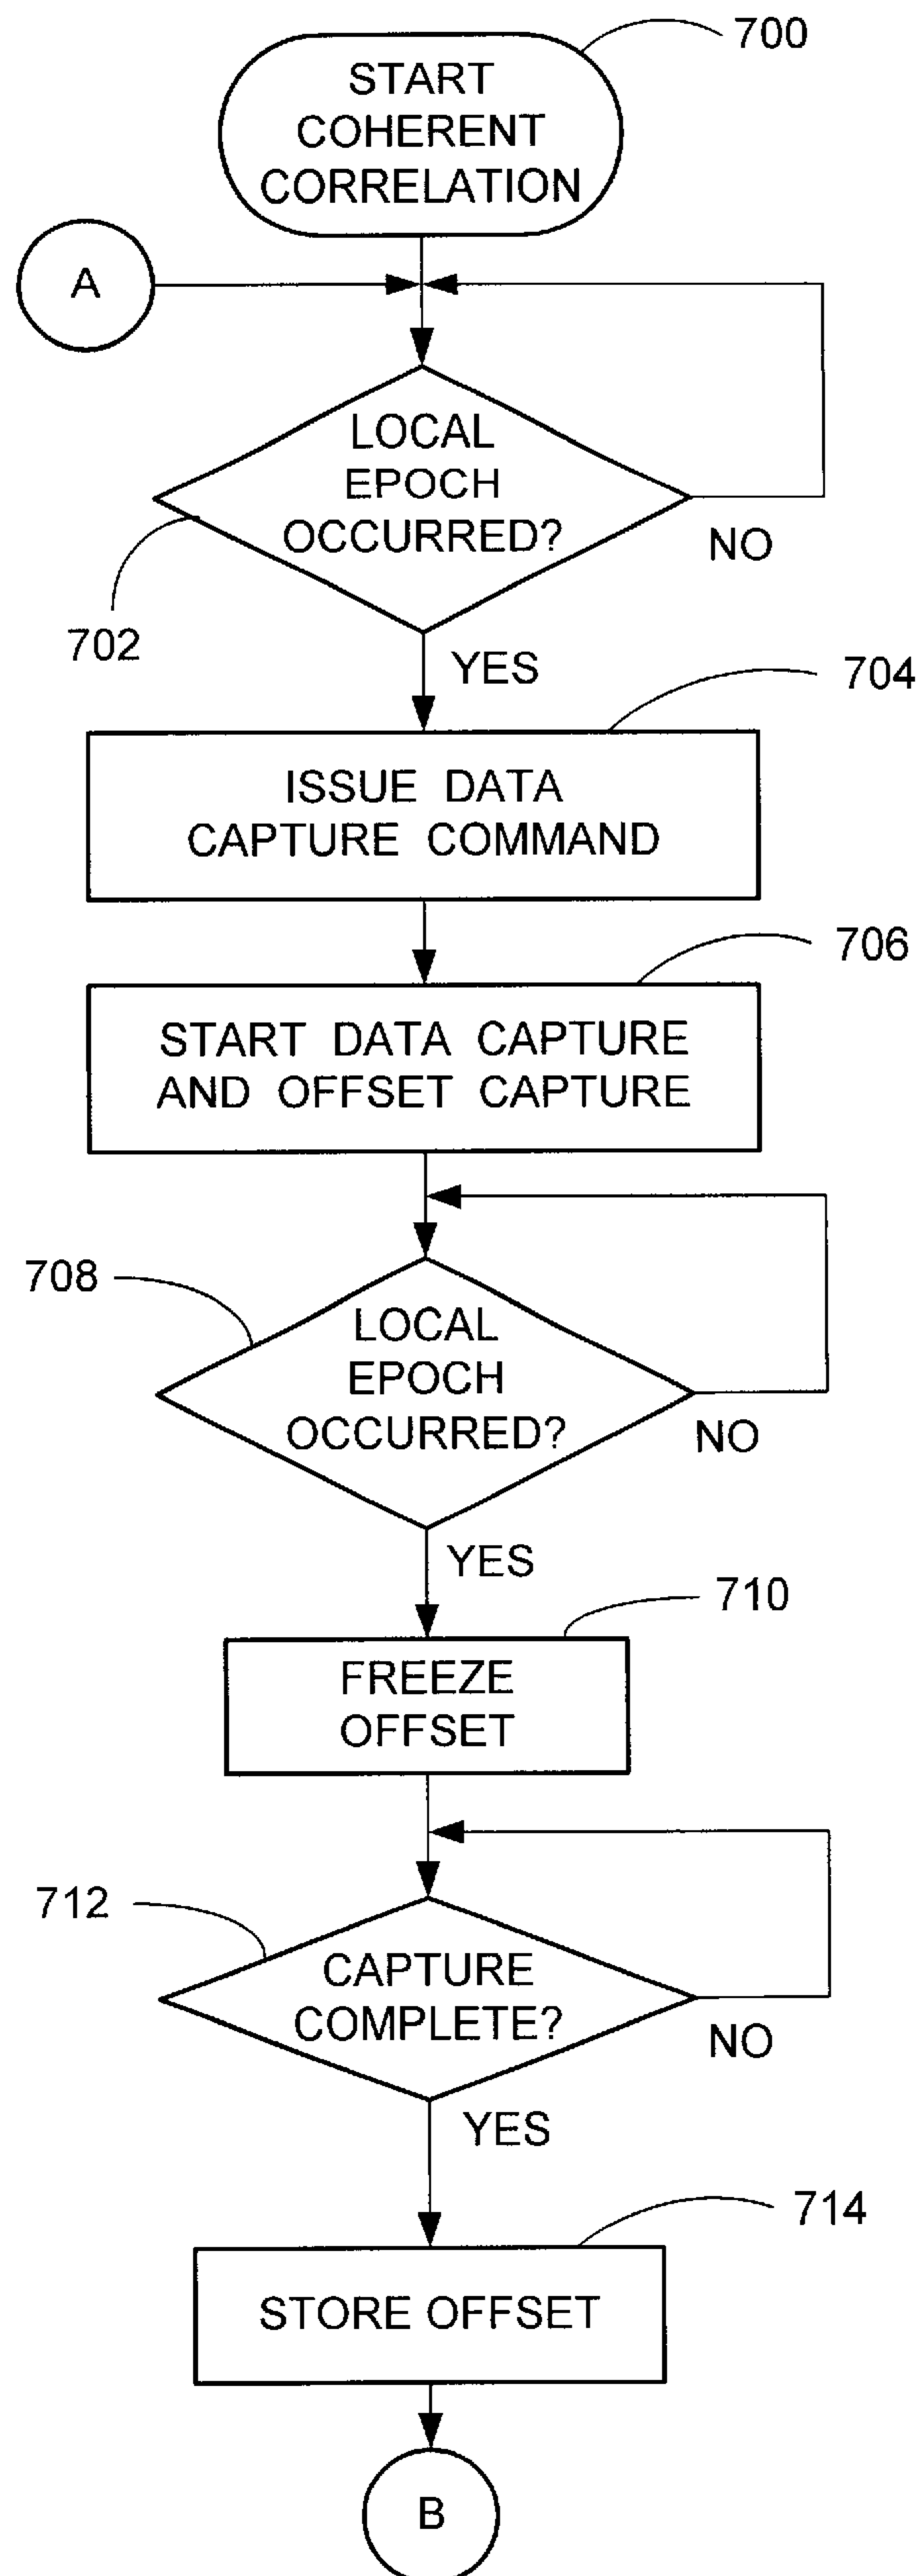 700
START
COHERENT
CORRELATION
A
LOCAL
EPOCH
OCCURRED?
NO
702
YES
704
ISSUE DATA
CAPTURE COMMAND
706
START DATA CAPTURE
AND OFFSET CAPTURE
708
LOCAL
EPOCH
OCCURRED?
NO
YES
710
FREEZE
OFFSET
712
CAPTURE
COMPLETE?
NO
YES
714
STORE OFFSET
B